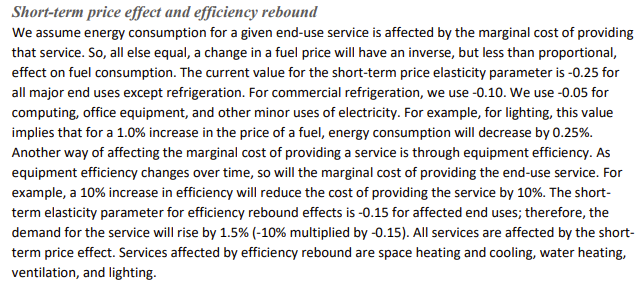 Short-term price effect and efficiency rebound
We assume energy consumption for a given end-use service is affected by the marginal cost of providing
that service. So, all else equal, a change in a fuel price will have an inverse, but less than proportional,
effect on fuel consumption. The current value for the short-term price elasticity parameter is -0.25 for
all major end uses except refrigeration. For commercial refrigeration, we use -0.10. We use -0.05 for
computing, office equipment, and other minor uses of electricity. For example, for lighting, this value
implies that for a 1.0% increase in the price of a fuel, energy consumption will decrease by 0.25%.
Another way of affecting the marginal cost of providing a service is through equipment efficiency. As
equipment efficiency changes over time, so will the marginal cost of providing the end-use service. For
example, a 10% increase in efficiency will reduce the cost of providing the service by 10%. The short-
term elasticity parameter for efficiency rebound effects is -0.15 for affected end uses; therefore, the
demand for the service will rise by 1.5% (-10% multiplied by -0.15). All services are affected by the short-
term price effect. Services affected by efficiency rebound are space heating and cooling, water heating,
ventilation, and lighting.